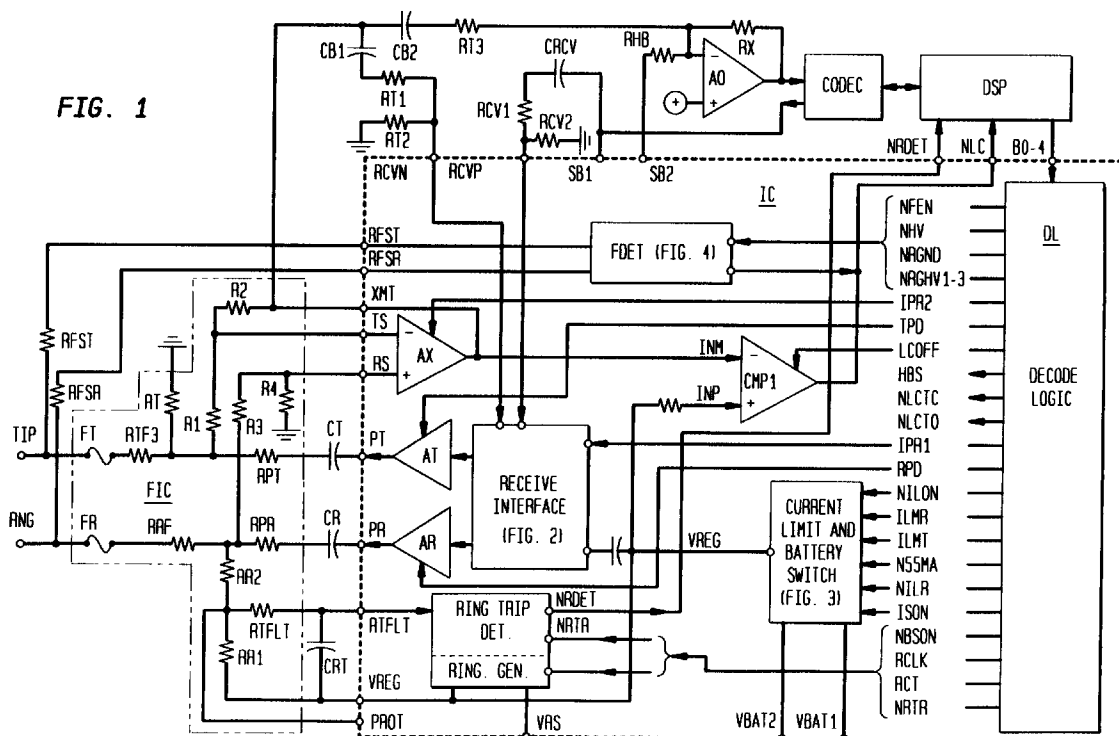 FIG. 1
CB1
CB2
RT3
RT1
RT2
RCV1
CRCV
RCV2
RHB
RX
AO
CODEC
DSP
RCVN
RCVP
SB1
SB2
NRDET
NLC
B0-4
IC
RFST
RFSR
FDET (FIG. 4)
NFEN
NHV
NRGND
NRGHV1-3
IPR2
TPD
LCOFF
HBS
NLCTC
NLCTO
IPR1
RPD
NILON
ILMR
ILMT
N55MA
NILR
ISON
NBSON
RCLK
RCT
NRTR
DL
DECODE
LOGIC
R2
XMT
TS
RS
AX
INM
INP
CMP1
RFST
RFSR
RT
R1
R3
R4
TIP
FT
RTF3
RPT
CT
PT
AT
FIC
RNG
FR
RPR
CR
PR
AR
RECEIVE
INTERFACE
(FIG. 2)
CURRENT
LIMIT AND
BATTERY
SWITCH
(FIG. 3)
VREG
RTFLT
CRT
RTFLT
RING TRIP
DET.
RING. GEN.
NRDET
NRTR
VREG
PROT
VRS
VBAT2
VBAT1